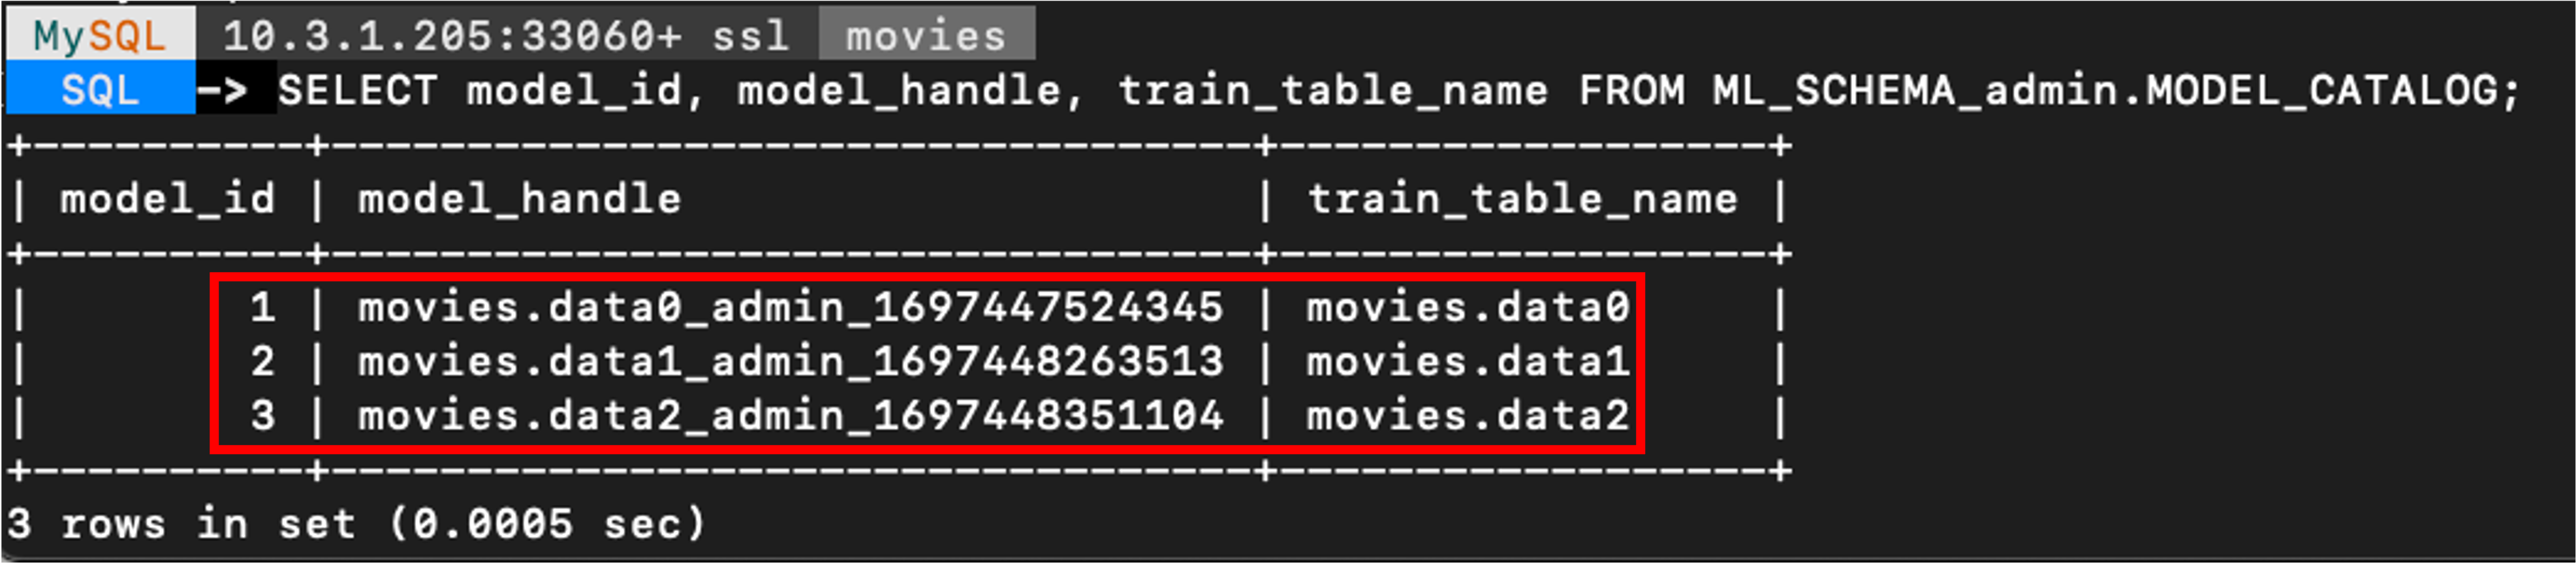 MySQL 10.3.1.205:33060+ ssl movies
SQL -> SELECT model_id, model_handle, train_table_name FROM ML_SCHEMA_admin.MODEL_CATALOG;
+----------+----------------------------------+------------------+
| model_id | model_handle                     | train_table_name |
+----------+----------------------------------+------------------+
|        1 | movies.data0_admin_1697447524345 | movies.data0     |
|        2 | movies.data1_admin_1697448263513 | movies.data1     |
|        3 | movies.data2_admin_1697448351104 | movies.data2     |
+----------+----------------------------------+------------------+
3 rows in set (0.0005 sec)